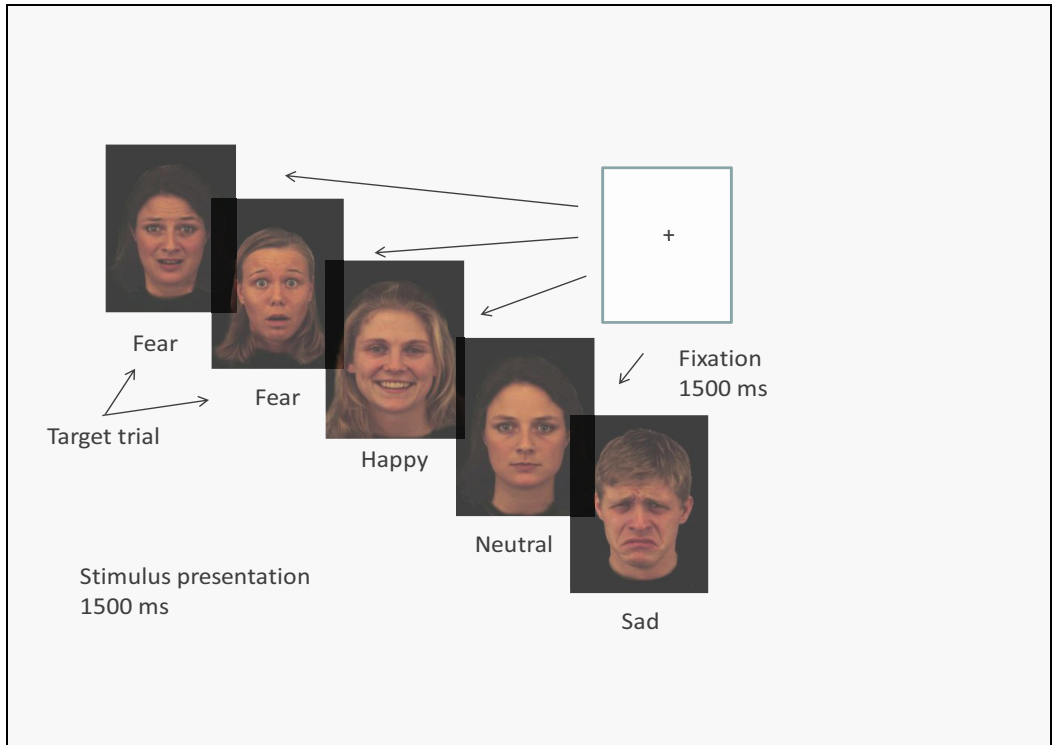 +
Fear
Fixation
1500 ms
Fear
Target trial
Happy
Neutral
Stimulus presentation
1500 ms
Sad